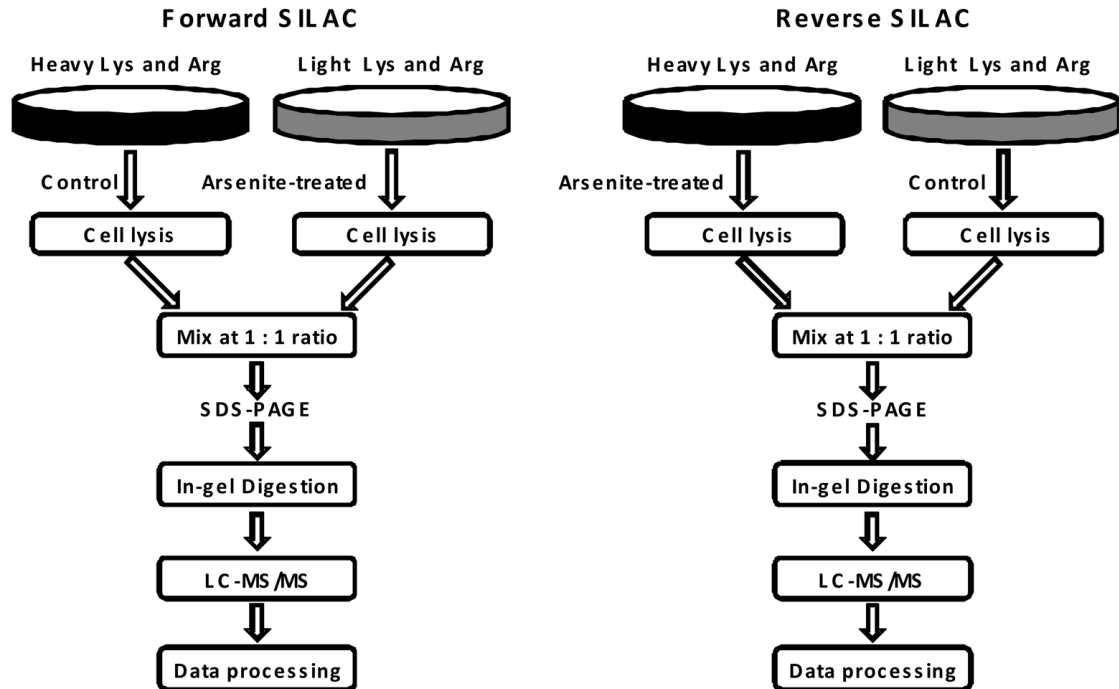 Forward SILAC
Heavy Lys and Arg
Light Lys and Arg
Control
Arsenite-treated
Cell lysis
Cell lysis
Mix at 1 : 1 ratio
SDS-PAGE
In-gel Digestion
LC-MS/MS
Data processing
Reverse SILAC
Heavy Lys and Arg
Light Lys and Arg
Arsenite-treated
Control
Cell lysis
Cell lysis
Mix at 1 : 1 ratio
SDS-PAGE
In-gel Digestion
LC-MS/MS
Data processing